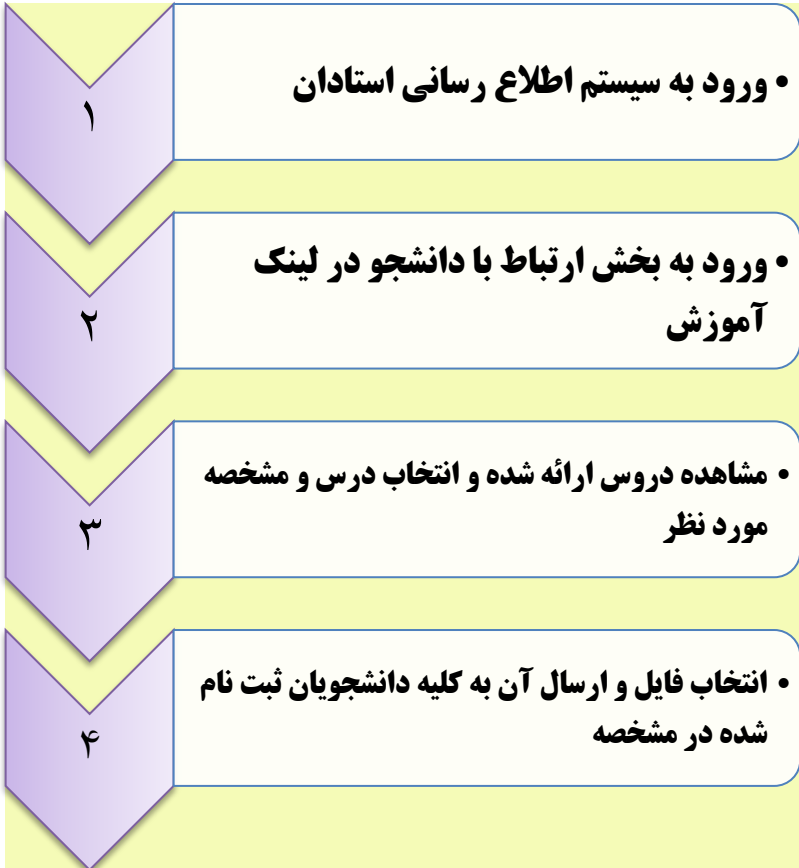 ۱
• ورود به سیستم اطلاع رسانی استادان
۲
• ورود به بخش ارتباط با دانشجو در لینک
آموزش
۳
• مشاهده دروس ارائه شده و انتخاب درس و مشخصه
مورد نظر
۴
• انتخاب فایل و ارسال آن به کلیه دانشجویان ثبت نام
شده در مشخصه